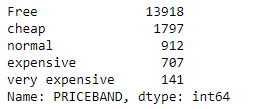 Free 13918
cheap 1797
normal 912
expensive 707
very expensive 141
Name: PRICEBAND, dtype: int64